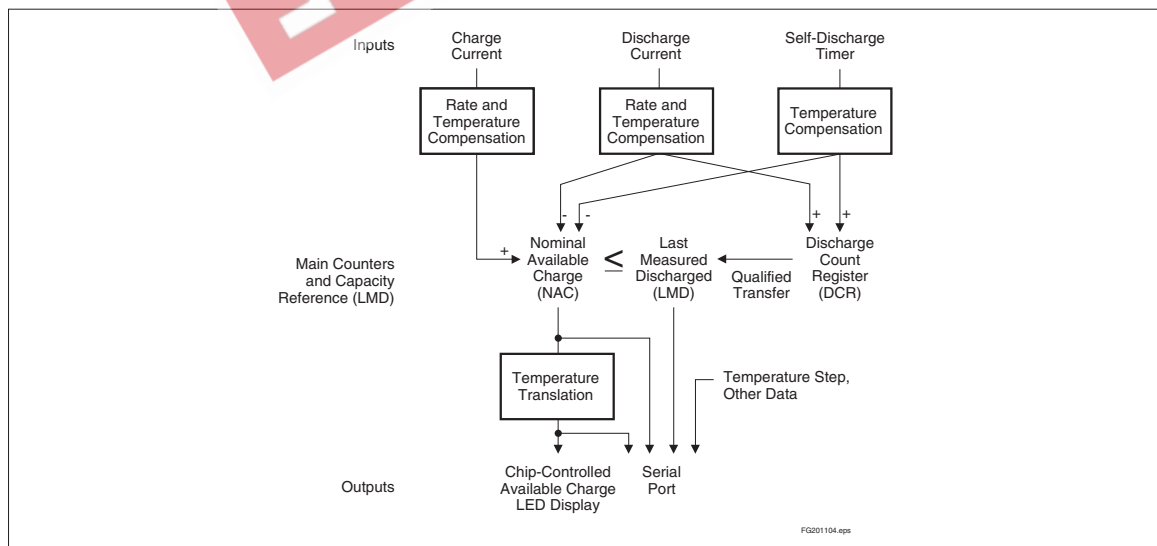 Inputs
Charge
Current
Discharge
Current
Self-Discharge
Timer
Rate and
Temperature
Compensation
Rate and
Temperature
Compensation
Temperature
Compensation
- -
+ +
+
Main Counters
and Capacity
Reference (LMD)
Nominal
Available
Charge
(NAC)
≤
Last
Measured
Discharged
(LMD)
Qualified
Transfer
Discharge
Count
Register
(DCR)
Temperature
Translation
Temperature Step,
Other Data
Outputs
Chip-Controlled
Available Charge
LED Display
Serial
Port
FG201104.eps